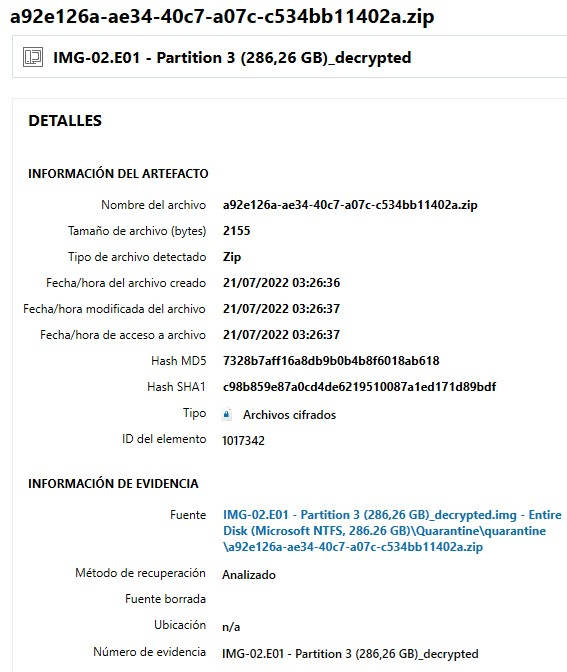 a92e126a-ae34-40c7-a07c-c534bb11402a.zip
IMG-02.E01 - Partition 3 (286,26 GB)_decrypted
DETALLES
INFORMACIÓN DEL ARTEFACTO
Nombre del archivo a92e126a-ae34-40c7-a07c-c534bb11402a.zip
Tamaño de archivo (bytes) 2155
Tipo de archivo detectado Zip
Fecha/hora del archivo creado 21/07/2022 03:26:36
Fecha/hora modificada del archivo 21/07/2022 03:26:37
Fecha/hora de acceso a archivo 21/07/2022 03:26:37
Hash MD5 7328b7aff16a8db9b0b4b8f6018ab618
Hash SHA1 c98b859e87a0cd4de6219510087a1ed171d89bdf
Tipo Archivos cifrados
ID del elemento 1017342
INFORMACIÓN DE EVIDENCIA
Fuente IMG-02.E01 - Partition 3 (286,26 GB)_decrypted.img - Entire
Disk (Microsoft NTFS, 286.26 GB)\Quarantine\quarantine
\a92e126a-ae34-40c7-a07c-c534bb11402a.zip
Método de recuperación Analizado
Fuente borrada
Ubicación n/a
Número de evidencia IMG-02.E01 - Partition 3 (286,26 GB)_decrypted